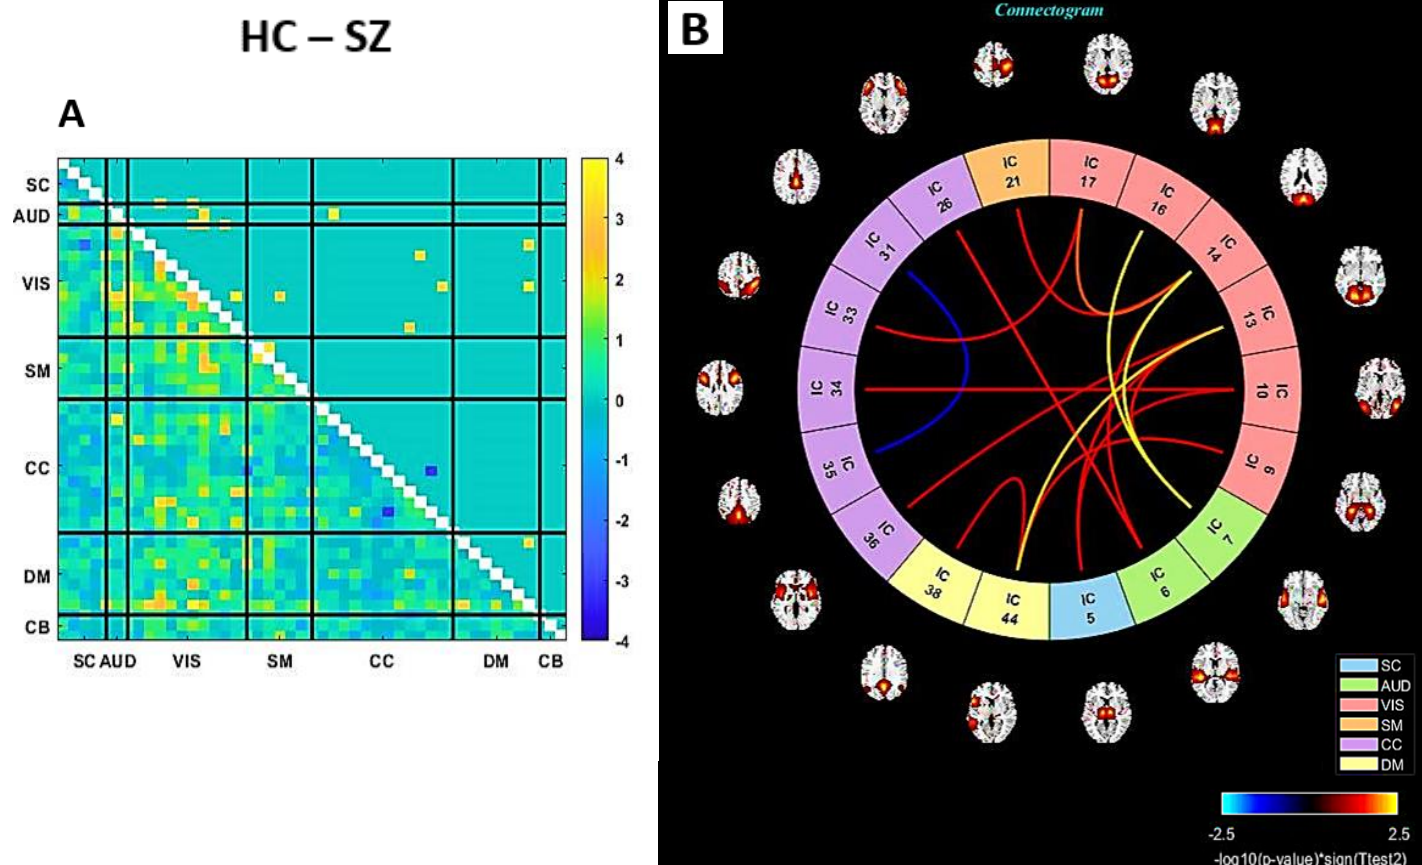 HC – SZ
A
SC
AUD
VIS
SM
CC
DM
CB
SC AUD VIS SM CC DM CB
4
3
2
1
0
-1
-2
-3
-4
B
Connectogram
IC 21
IC 17
IC 16
IC 14
IC 13
IC 10
IC 9
IC 7
IC 6
IC 5
IC 44
IC 38
IC 36
IC 35
IC 34
IC 33
IC 31
IC 26
SC
AUD
VIS
SM
CC
DM
-2.5 2.5
-log10(p-value)*sign(Ttest2)